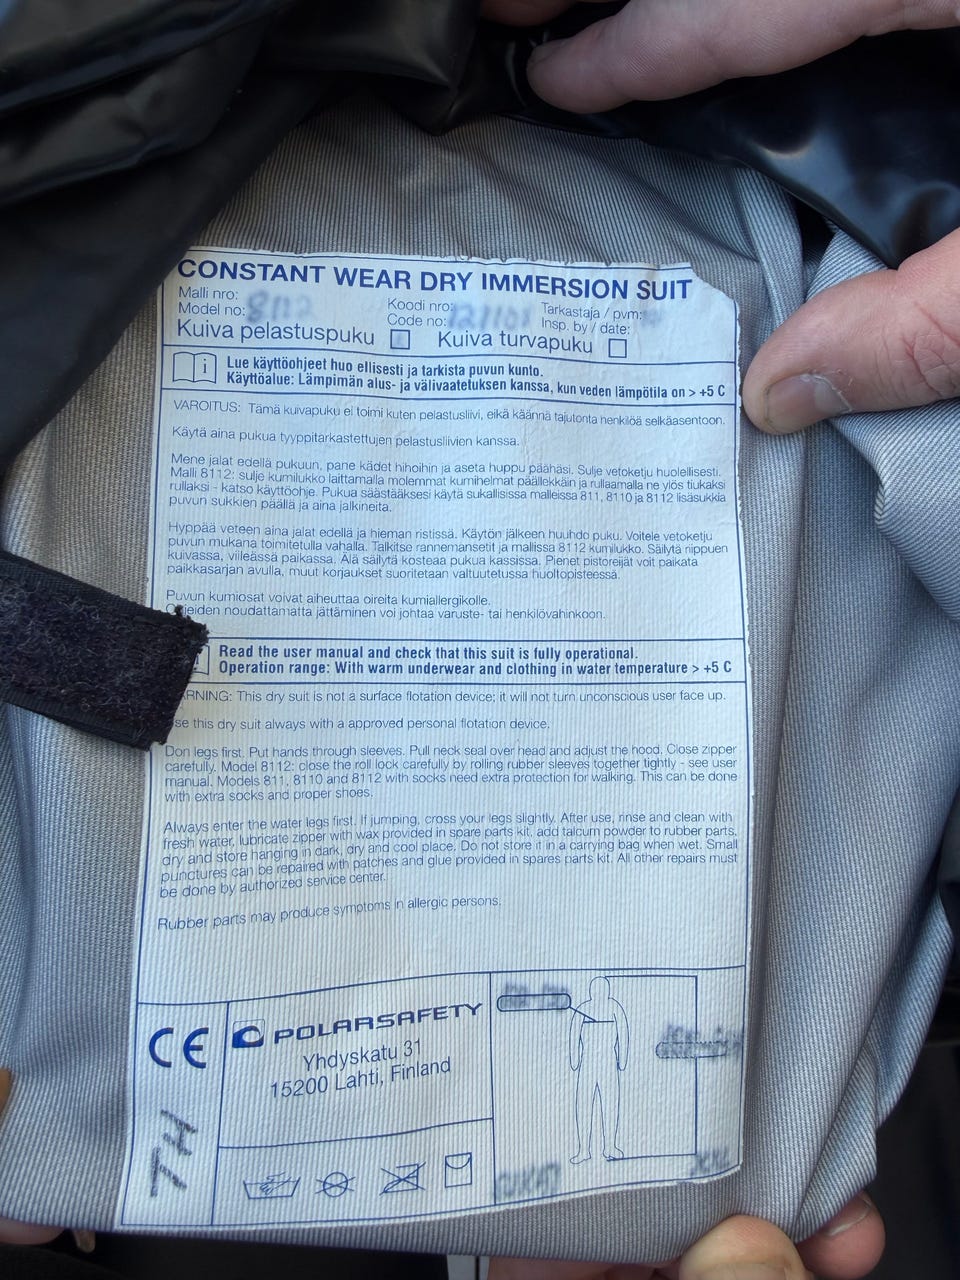 CONSTANT WEAR DRY IMMERSION SUIT
Malli nro:
Model no: 8112
Koodi nro:
Code no:
Tarkastaja / pvm:
Insp. by / date:
Kuiva pelastuspuku
Kuiva turvapuku
i
Lue käyttöohjeet huo ellisesti ja tarkista puvun kunto.
Käyttöalue: Lämpimän alus- ja välivaatetuksen kanssa, kun veden lämpötila on > +5 C
VAROITUS: Tämä kuivapuku ei toimi kuten pelastusliivi, eikä käännä tajutonta henkilöä selkäasentoon.
Käytä aina pukua tyyppitarkastettujen pelastusliivien kanssa.
Mene jalat edellä pukuun, pane kädet hihoihin ja aseta huppu päähäsi. Sulje vetoketju huolellisesti.
Malli 8112: sulje kumilukko laittamalla molemmat kumihelmat päällekkäin ja rullaamalla ne ylös tiukaksi
rullaksi - katso käyttöohje. Pukua säästääksesi käytä sukallisissa malleissa 811, 8110 ja 8112 lisäsukkia
puvun sukkien päällä ja aina jalkineita.
Hyppää veteen aina jalat edellä ja hieman ristissä. Käytön jälkeen huuhdo puku. Voitele vetoketju
puvun mukana toimitetulla vahalla. Talkitse rannemansetit ja mallissa 8112 kumilukko. Säilytä riippuen
kuivassa, viileässä paikassa. Älä säilytä kosteaa pukua kassissa. Pienet pistoreijät voit paikata
paikkasarjan avulla, muut korjaukset suoritetaan valtuutetussa huoltopisteessä.
Puvun kumiosat voivat aiheuttaa oireita kumiallergikolle.
Ohjeiden noudattamatta jättäminen voi johtaa varuste- tai henkilövahinkoon.
Read the user manual and check that this suit is fully operational.
Operation range: With warm underwear and clothing in water temperature > +5 C
ARNING: This dry suit is not a surface flotation device; it will not turn unconscious user face up.
se this dry suit always with a approved personal flotation device.
Don legs first. Put hands through sleeves. Pull neck seal over head and adjust the hood. Close zipper
carefully. Model 8112: close the roll lock carefully by rolling rubber sleeves together tightly - see user
manual. Models 811, 8110 and 8112 with socks need extra protection for walking. This can be done
with extra socks and proper shoes.
Always enter the water legs first. If jumping, cross your legs slightly. After use, rinse and clean with
fresh water, lubricate zipper with wax provided in spare parts kit, add talcum powder to rubber parts,
dry and store hanging in dark, dry and cool place. Do not store it in a carrying bag when wet. Small
punctures can be repaired with patches and glue provided in spares parts kit. All other repairs must
be done by authorized service center.
Rubber parts may produce symptoms in allergic persons.
CE
POLARSAFETY
Yhdyskatu 31
15200 Lahti, Finland
TH